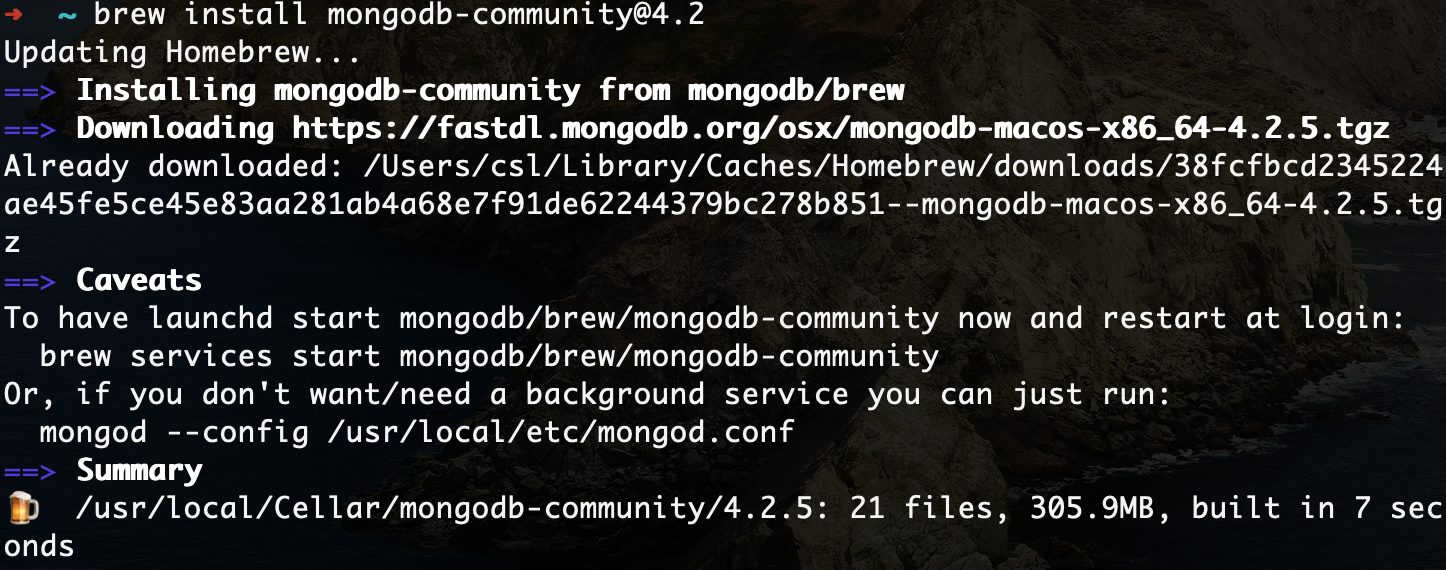 ➜  ~ brew install mongodb-community@4.2
Updating Homebrew...
==> Installing mongodb-community from mongodb/brew
==> Downloading https://fastdl.mongodb.org/osx/mongodb-macos-x86_64-4.2.5.tgz
Already downloaded: /Users/csl/Library/Caches/Homebrew/downloads/38fcfbcd2345224
ae45fe5ce45e83aa281ab4a68e7f91de62244379bc278b851--mongodb-macos-x86_64-4.2.5.tg
z
==> Caveats
To have launchd start mongodb/brew/mongodb-community now and restart at login:
  brew services start mongodb/brew/mongodb-community
Or, if you don't want/need a background service you can just run:
  mongod --config /usr/local/etc/mongod.conf
==> Summary
🍺  /usr/local/Cellar/mongodb-community/4.2.5: 21 files, 305.9MB, built in 7 sec
onds